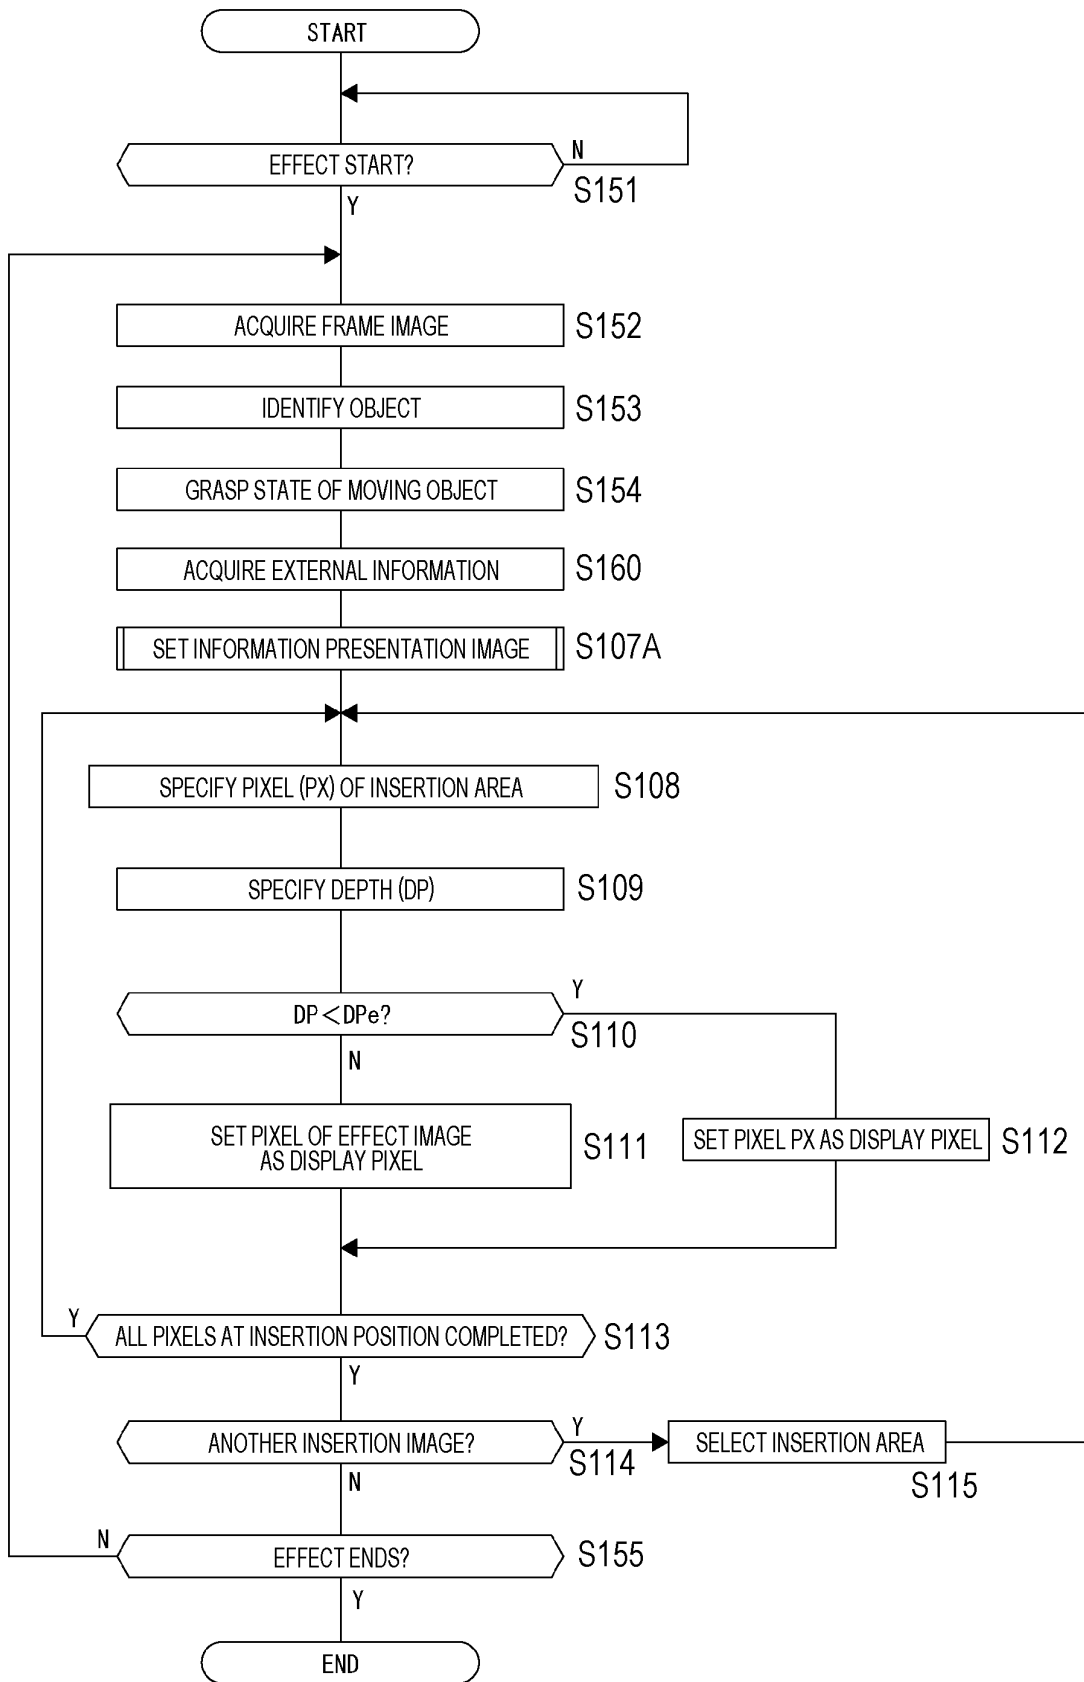 START
N
EFFECT START?
S151
Y
ACQUIRE FRAME IMAGE
S152
IDENTIFY OBJECT
S153
GRASP STATE OF MOVING OBJECT
S154
ACQUIRE EXTERNAL INFORMATION
S160
SET INFORMATION PRESENTATION IMAGE
S107A
SPECIFY PIXEL (PX) OF INSERTION AREA
S108
SPECIFY DEPTH (DP)
S109
Y
DP<DPe?
S110
N
SET PIXEL OF EFFECT IMAGE
AS DISPLAY PIXEL
S111
SET PIXEL PX AS DISPLAY PIXEL
S112
Y
ALL PIXELS AT INSERTION POSITION COMPLETED?
S113
Y
ANOTHER INSERTION IMAGE?
Y
S114
SELECT INSERTION AREA
S115
N
N
EFFECT ENDS?
S155
Y
END